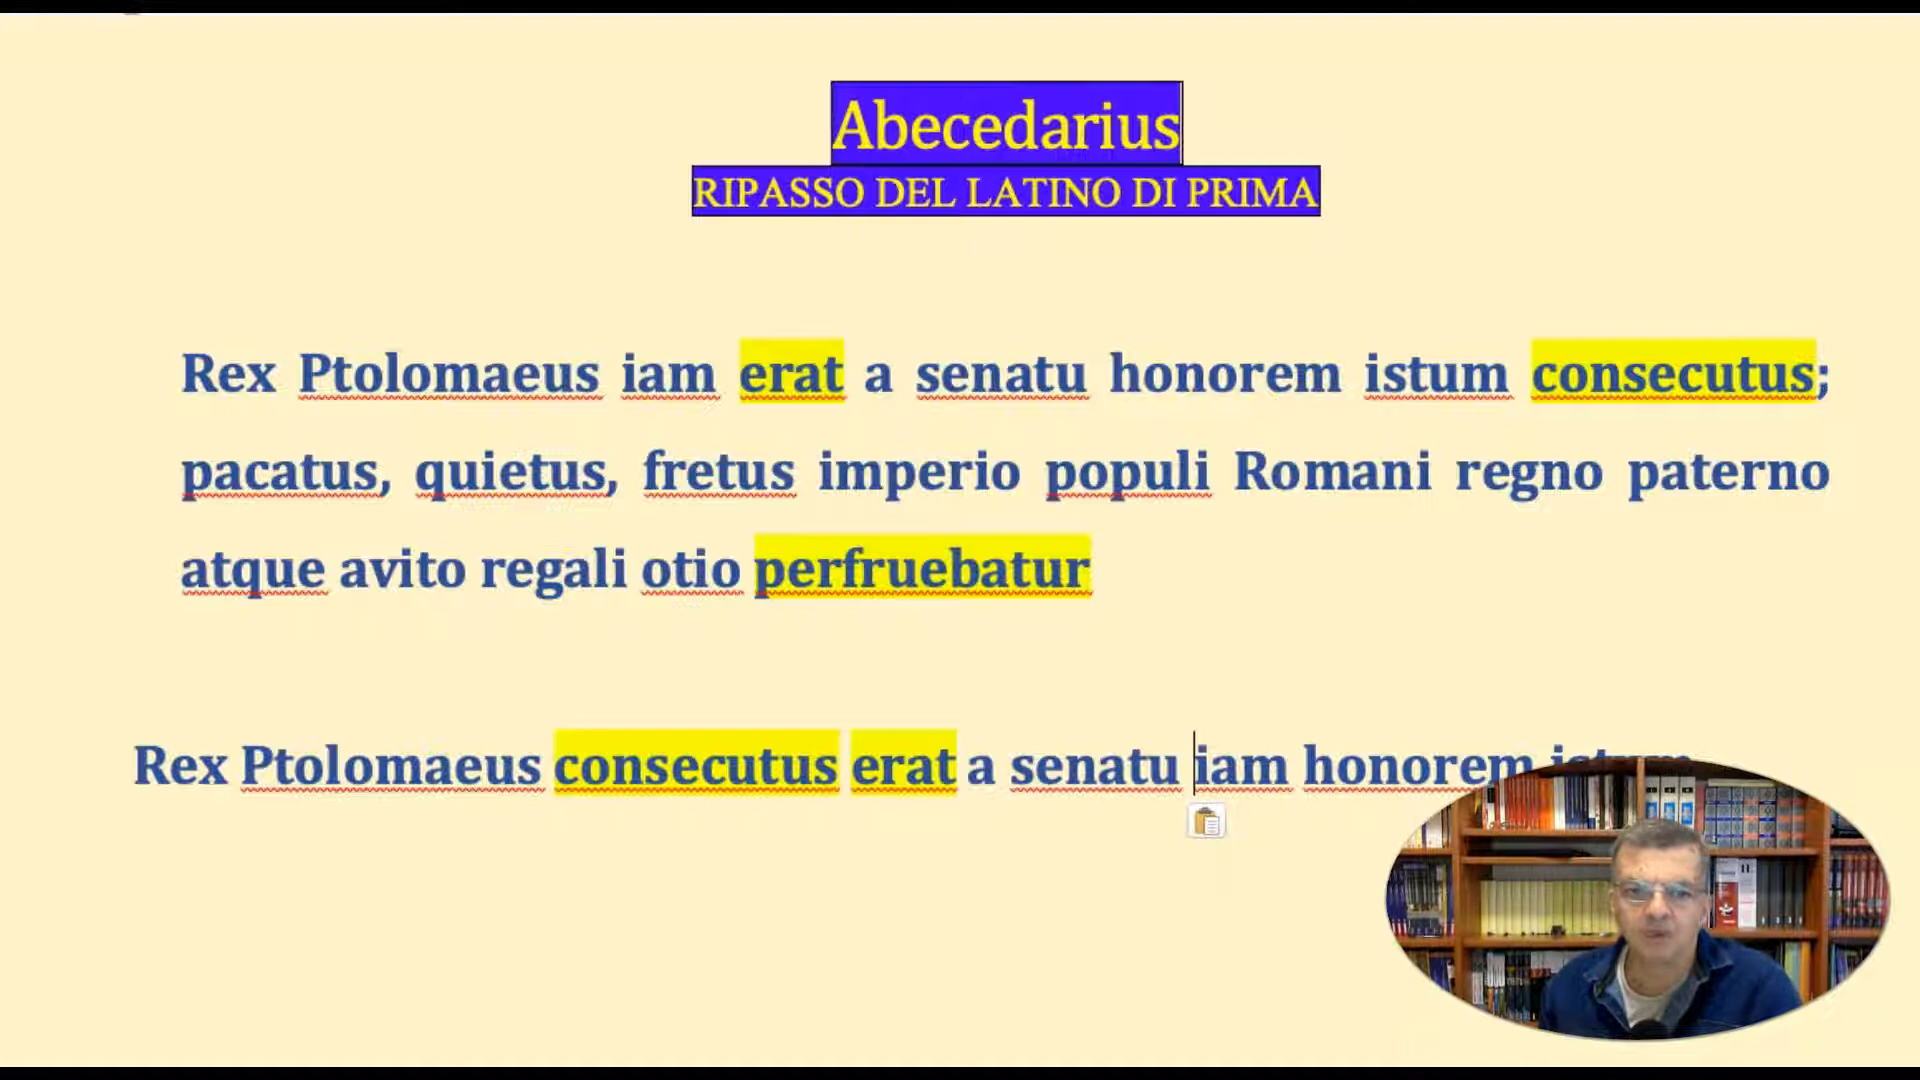 Abecedarius
RIPASSO DEL LATINO DI PRIMA
Rex Ptolomaeus iam erat a senatu honorem istum consecutus;
pacatus, quietus, fretus imperio populi Romani regno paterno
atque avito regali otio perfruebatur
Rex Ptolomaeus consecutus erat a senatu iam honorem istum